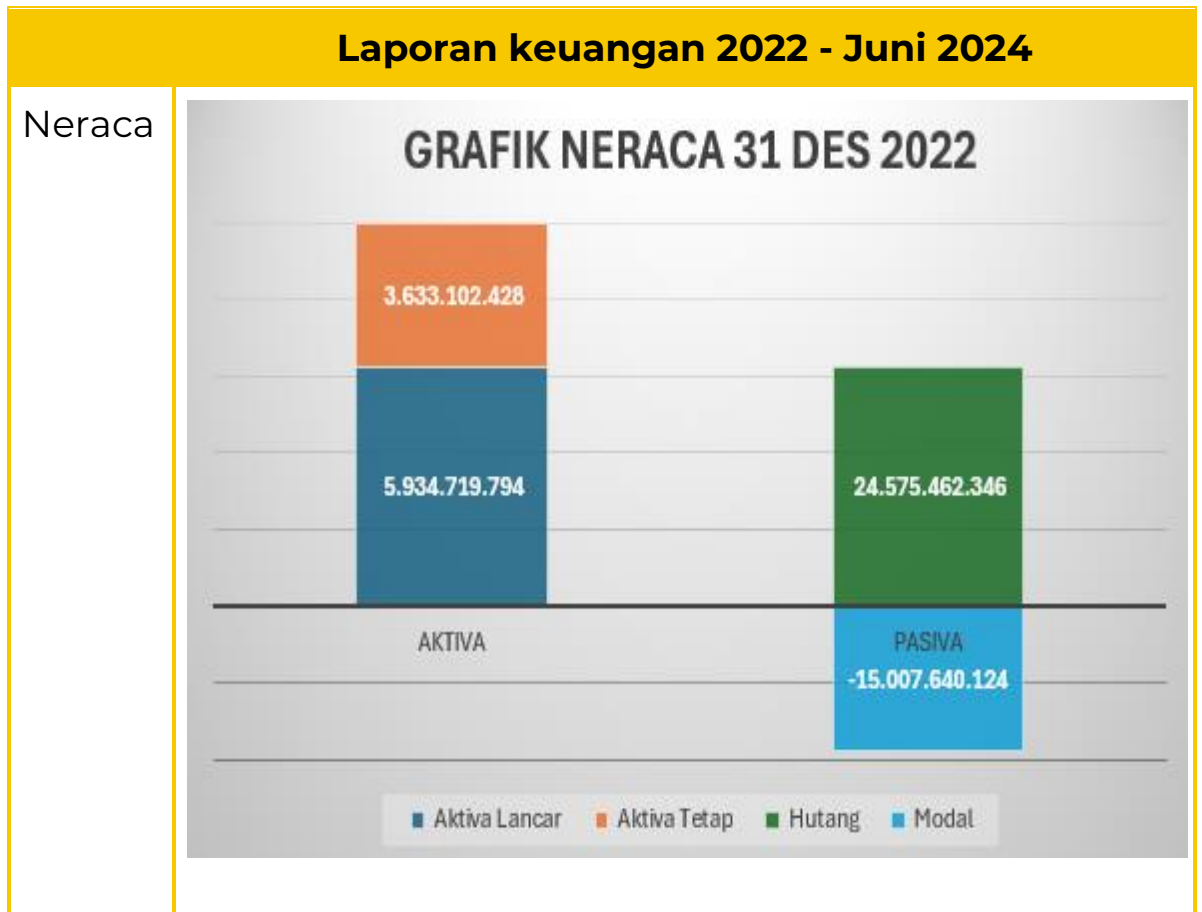 Laporan keuangan 2022 - Juni 2024
Neraca
GRAFIK NERACA 31 DES 2022
3.633.102.428
5.934.719.794
24.575.462.346
AKTIVA
PASIVA
-15.007.640.124
Aktiva Lancar
Aktiva Tetap
Hutang
Modal